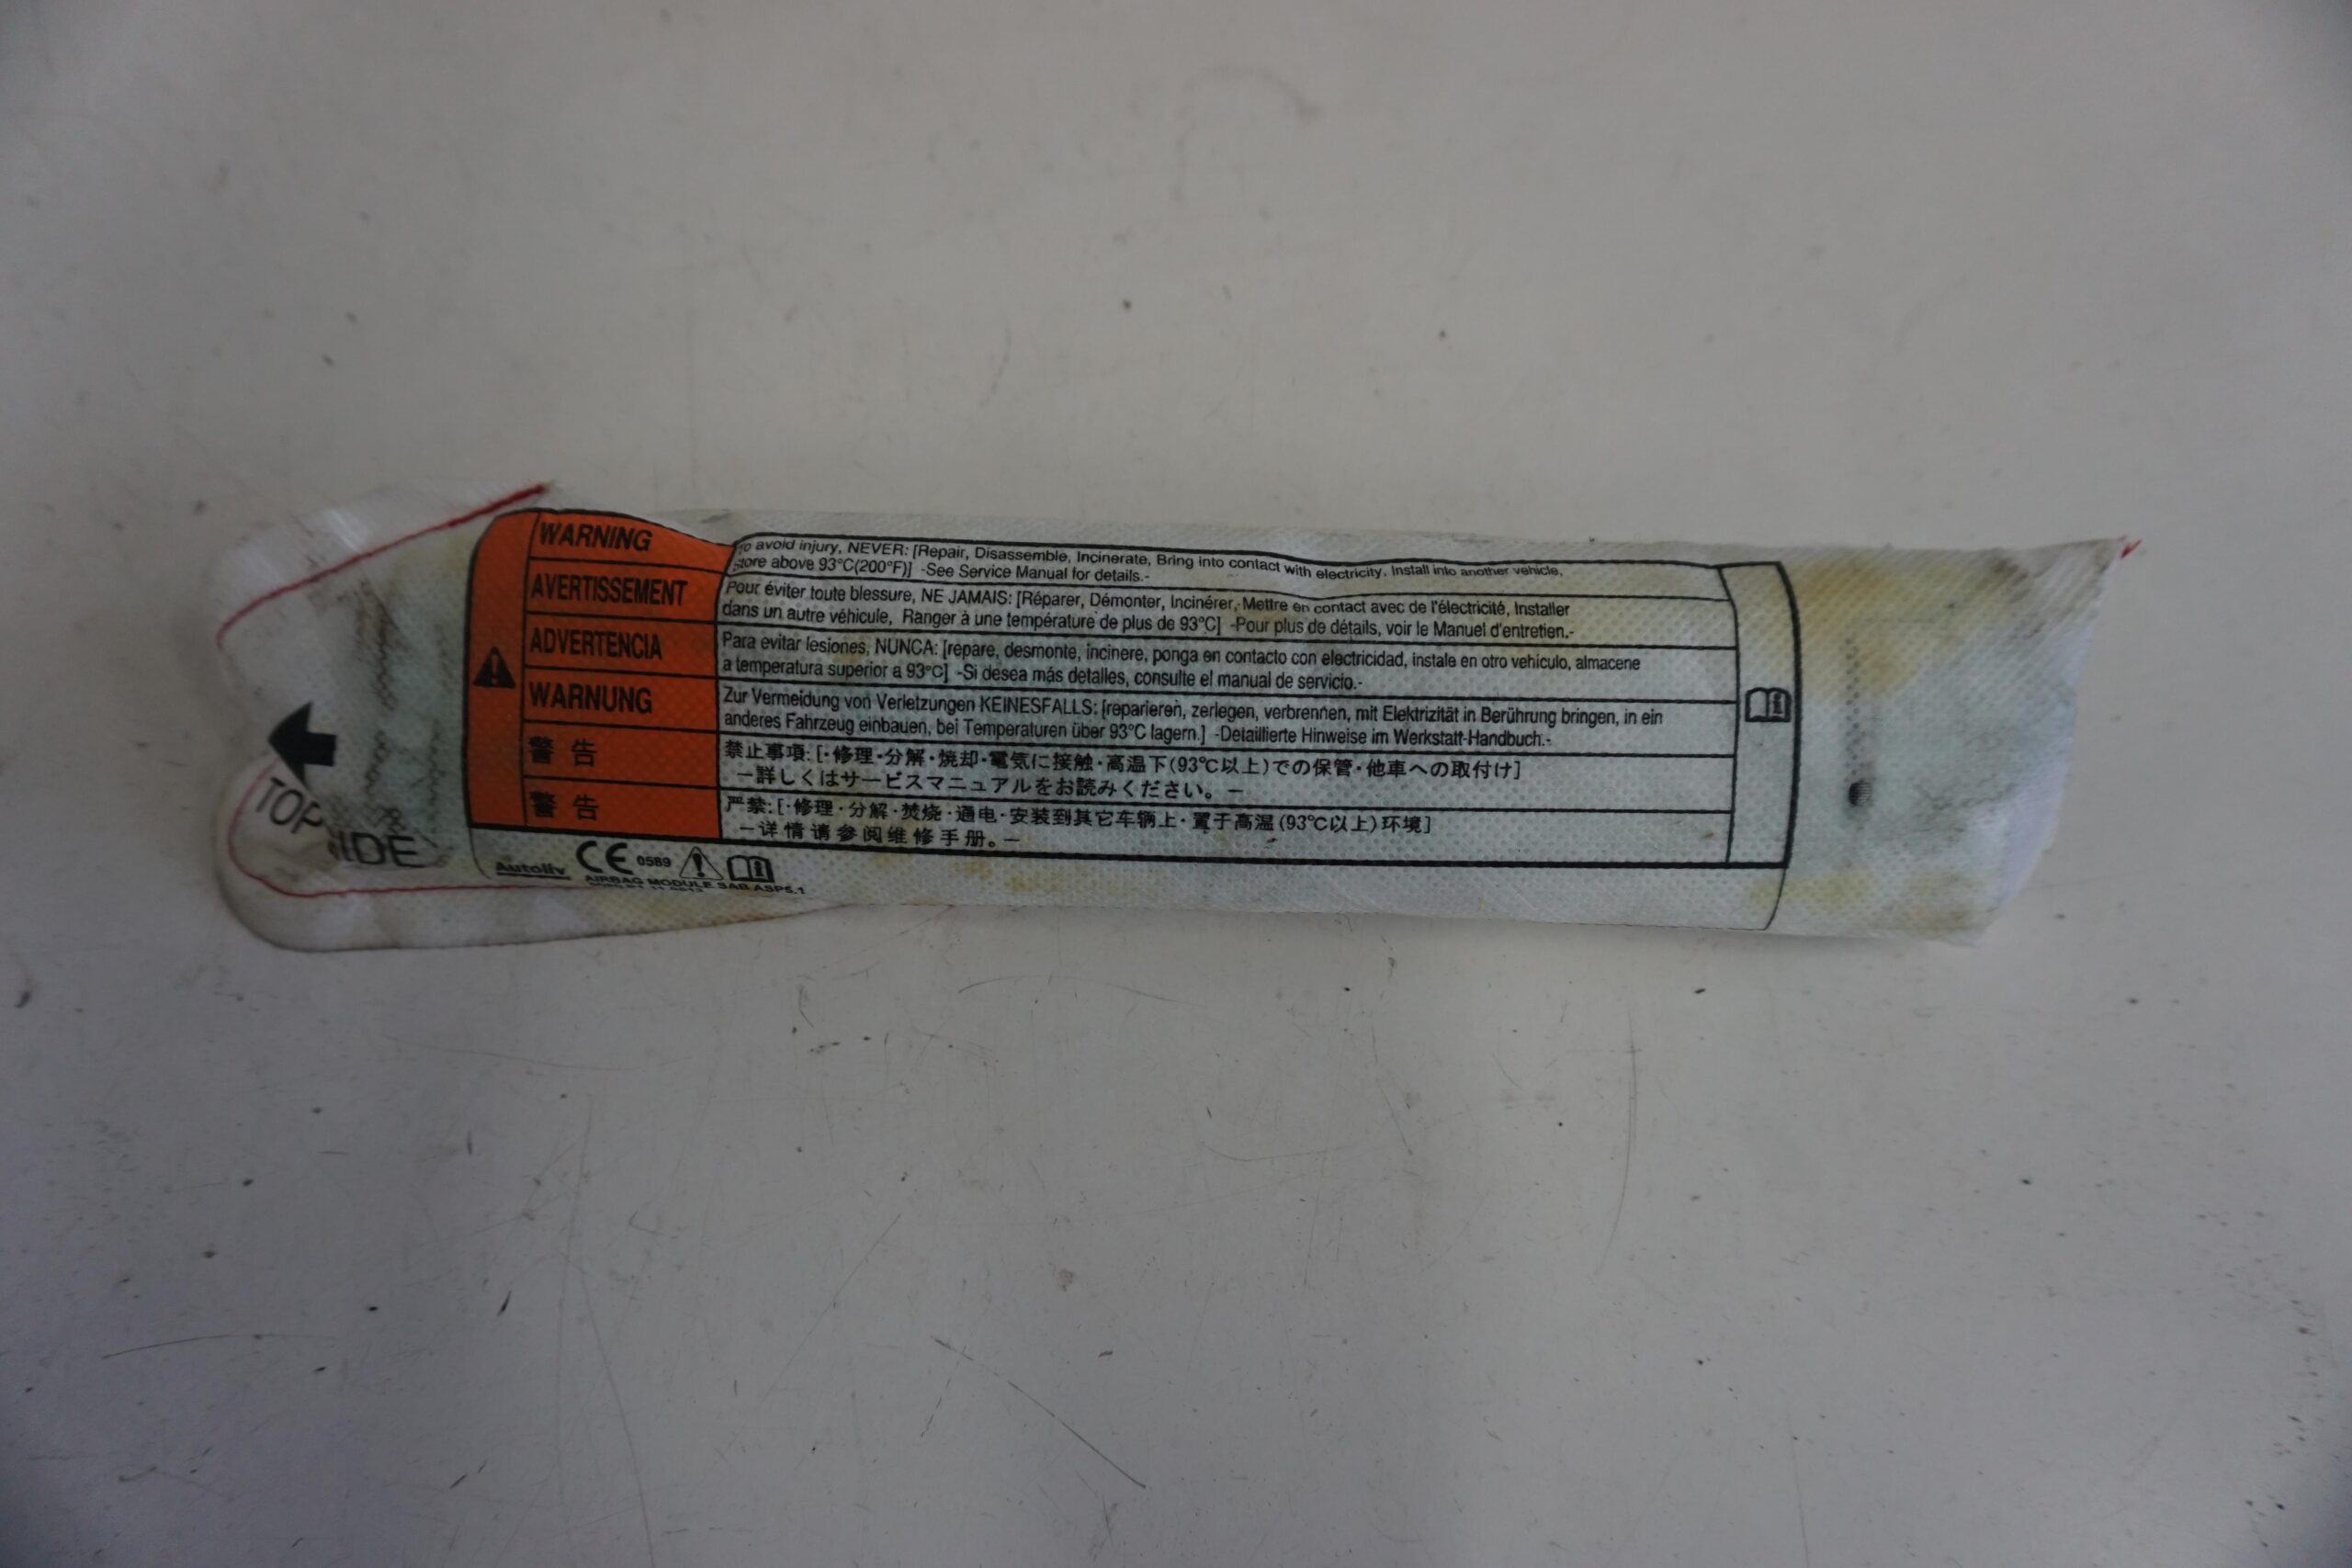 WARNING
To avoid injury, NEVER: [Repair, Disassemble, Incinerate, Bring into contact with electricity, Install into another vehicle,
Store above 93°C(200°F)] -See Service Manual for details.-
AVERTISSEMENT
Pour éviter toute blessure, NE JAMAIS: [Réparer, Démonter, Incinérer, Mettre en contact avec de l'électricité, Installer
dans un autre véhicule, Ranger à une température de plus de 93°C] -Pour plus de détails, voir le Manuel d'entretien.-
ADVERTENCIA
Para evitar lesiones, NUNCA: [repare, desmonte, incinere, ponga en contacto con electricidad, instale en otro vehículo, almacene
a temperatura superior a 93°C] -Si desea más detalles, consulte el manual de servicio.-
WARNUNG
Zur Vermeidung von Verletzungen KEINESFALLS: [reparieren, zerlegen, verbrennen, mit Elektrizität in Berührung bringen, in ein
anderes Fahrzeug einbauen, bei Temperaturen über 93°C lagern.] -Detaillierte Hinweise im Werkstatt-Handbuch.-
警告
禁止事項:[・修理・分解・焼却・電気に接触・高温下(93℃以上)での保管・他車への取付け]
ー詳しくはサービスマニュアルをお読みください。ー
警告
严禁:[・修理・分解・焚烧・通电・安装到其它车辆上・置于高温(93℃以上)环境]
ー详情请参阅维修手册。ー
TOP
IDE
Autoliv CE 0589
AIRBAG MODULE SAB ASP5.1